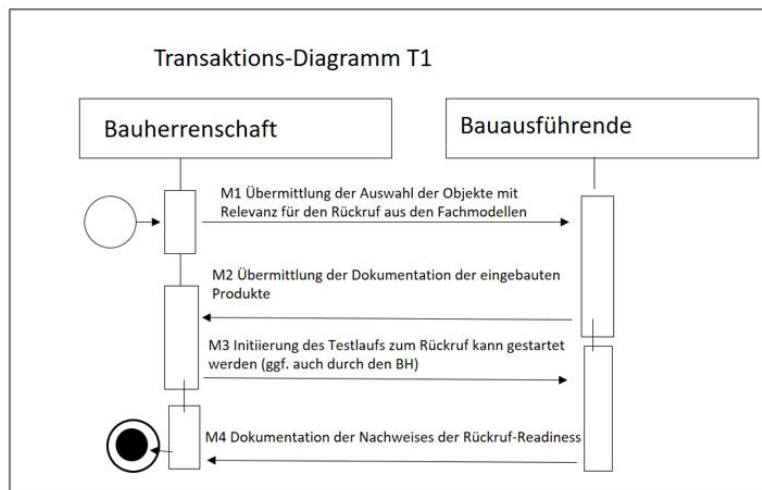 Transaktions-Diagramm T1
Bauherrenschaft
Bauausführende
M1 Übermittlung der Auswahl der Objekte mit
Relevanz für den Rückruf aus den Fachmodellen
M2 Übermittlung der Dokumentation der eingebauten
Produkte
M3 Initiierung des Testlaufs zum Rückruf kann gestartet
werden (ggf. auch durch den BH)
M4 Dokumentation der Nachweises der Rückruf-Readiness